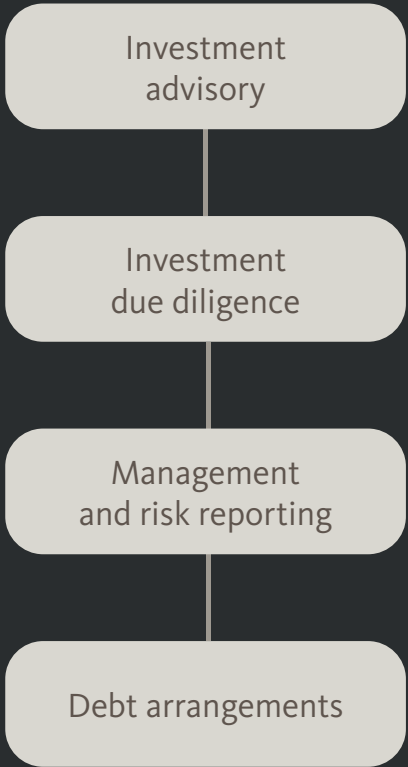 Investment
advisory
Investment
due diligence
Management
and risk reporting
Debt arrangements